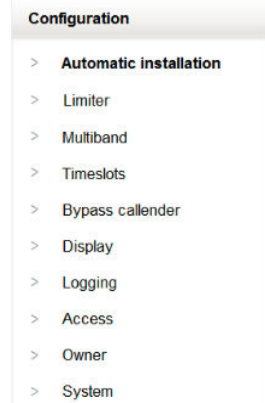 Configuration
> Automatic installation
> Limiter
> Multiband
> Timeslots
> Bypass callender
> Display
> Logging
> Access
> Owner
> System